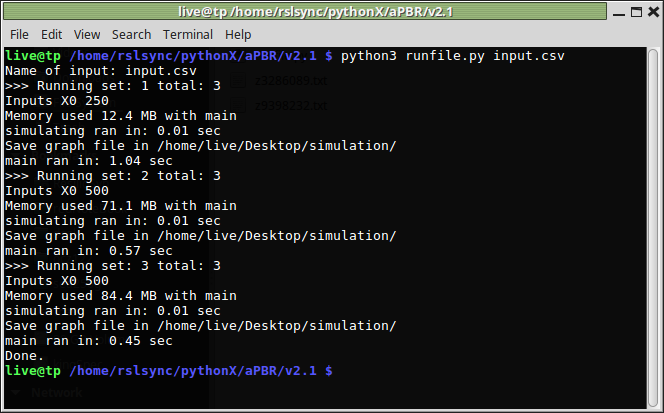 live@tp /home/rslsync/pythonX/aPBR/v2.1
File Edit View Search Terminal Help
live@tp /home/rslsync/pythonX/aPBR/v2.1 $ python3 runfile.py input.csv
Name of input: input.csv
>>> Running set: 1 total: 3
Inputs X0 250
Memory used 12.4 MB with main
simulating ran in: 0.01 sec
Save graph file in /home/live/Desktop/simulation/
main ran in: 1.04 sec
>>> Running set: 2 total: 3
Inputs X0 500
Memory used 71.1 MB with main
simulating ran in: 0.01 sec
Save graph file in /home/live/Desktop/simulation/
main ran in: 0.57 sec
>>> Running set: 3 total: 3
Inputs X0 500
Memory used 84.4 MB with main
simulating ran in: 0.01 sec
Save graph file in /home/live/Desktop/simulation/
main ran in: 0.45 sec
Done.
live@tp /home/rslsync/pythonX/aPBR/v2.1 $
Network